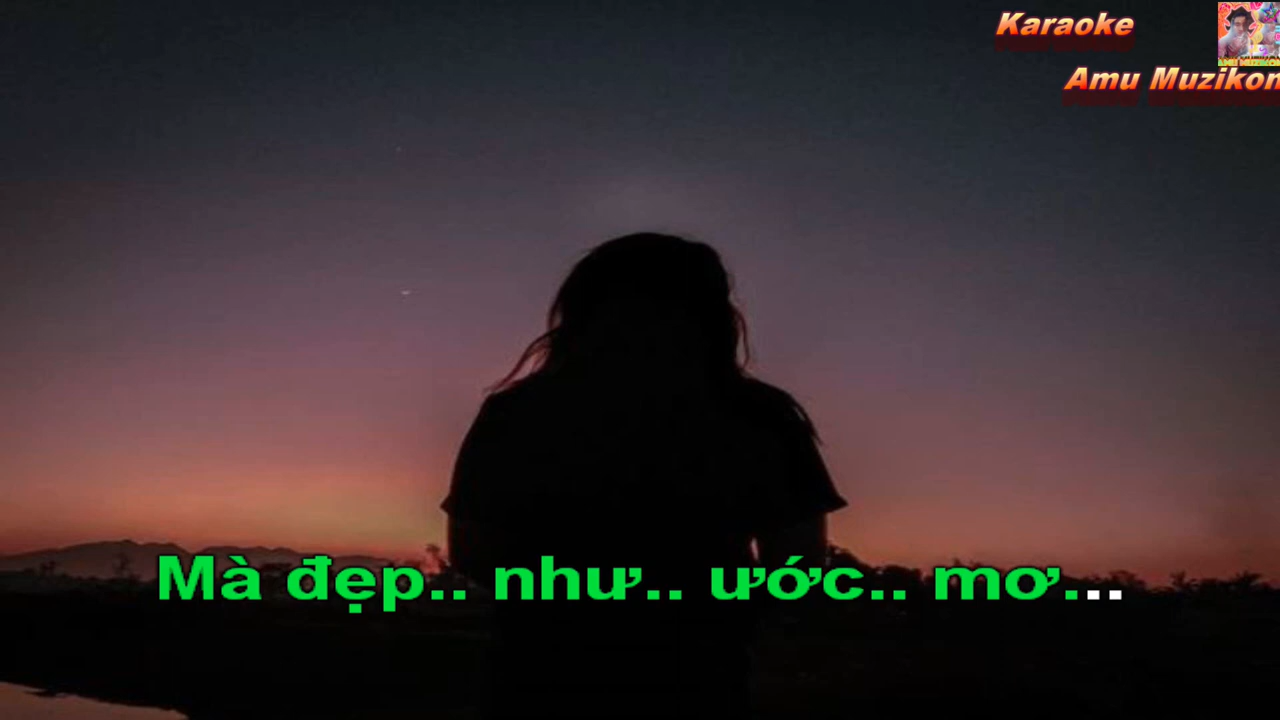 Karaoke
Amu Muzikon
Mà đẹp.. như.. ước.. mơ...